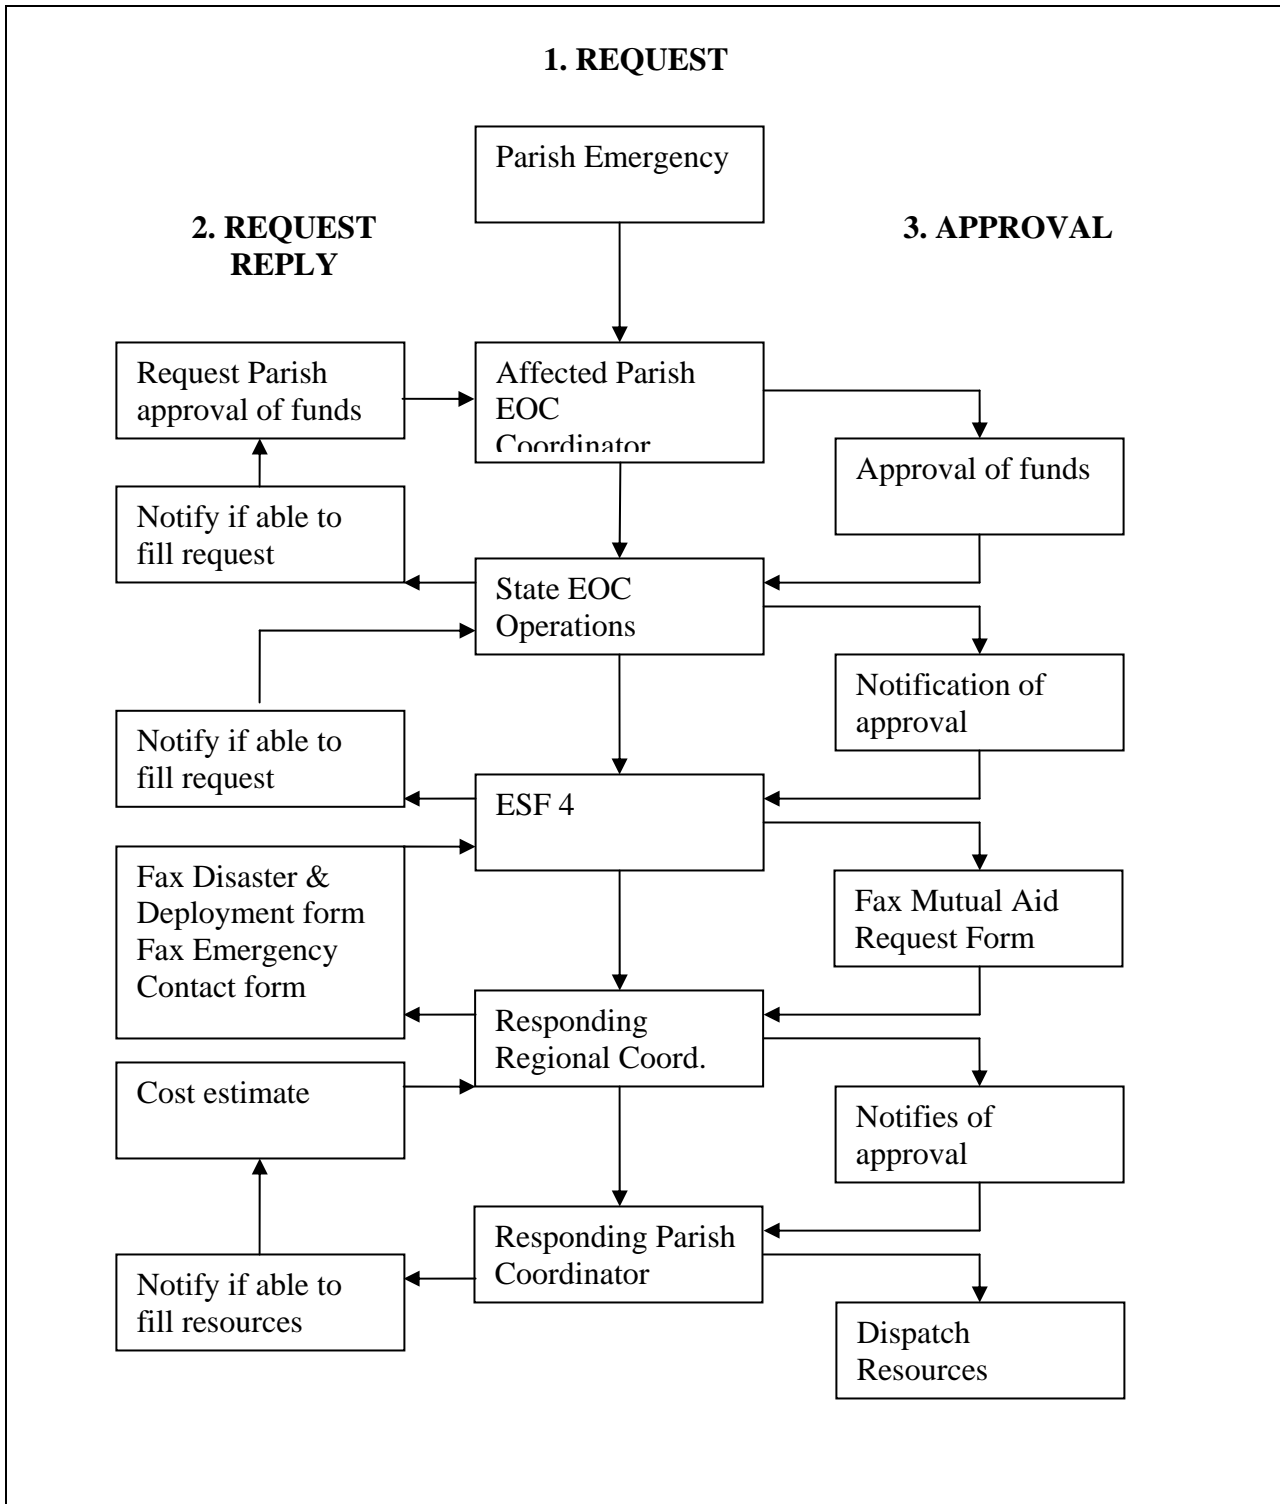 1. REQUEST
Parish Emergency
2. REQUEST
REPLY
3. APPROVAL
Request Parish
approval of funds
Affected Parish
EOC
Coordinator
Approval of funds
Notify if able to
fill request
State EOC
Operations
Notification of
approval
Notify if able to
fill request
ESF 4
Fax Disaster &
Deployment form
Fax Emergency
Contact form
Fax Mutual Aid
Request Form
Responding
Regional Coord.
Cost estimate
Notifies of
approval
Responding Parish
Coordinator
Notify if able to
fill resources
Dispatch
Resources